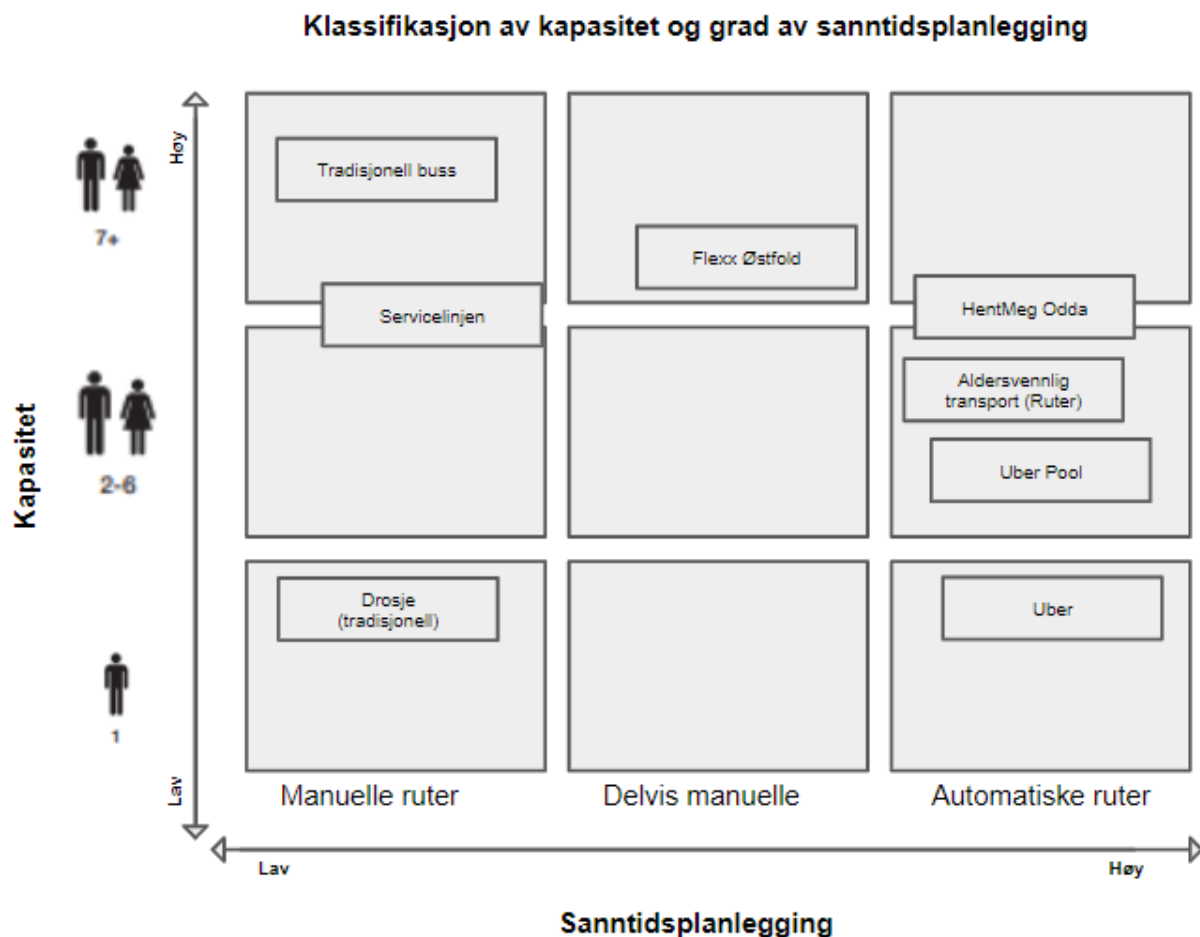 Klassifikasjon av kapasitet og grad av sanntidsplanlegging
Høy
Tradisjonell buss
7+
Flexx Østfold
Servicelinjen
HentMeg Odda
Aldersvennlig
transport (Ruter)
Kapasitet
2-6
Uber Pool
Drosje
(tradisjonell)
Uber
1
Lav
Manuelle ruter
Delvis manuelle
Automatiske ruter
Lav
Høy
Sanntidsplanlegging